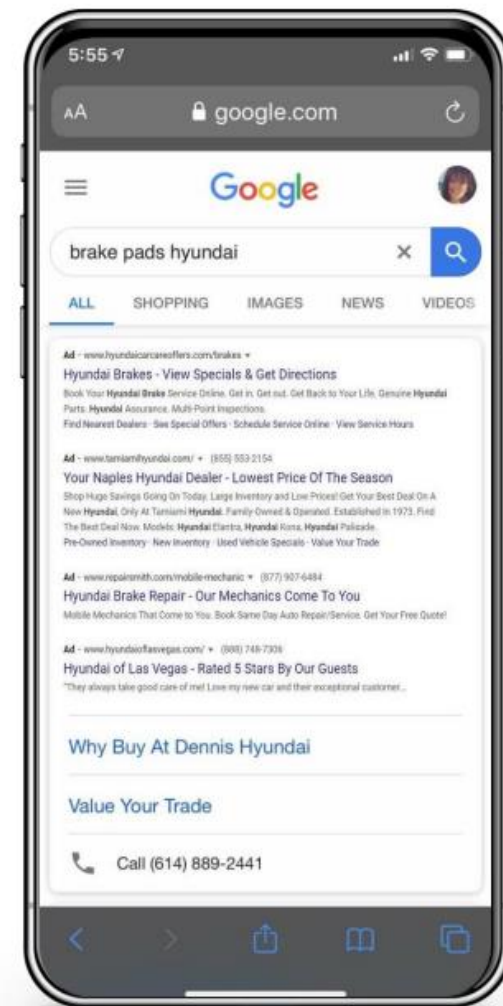 5:55
AA google.com
Google
brake pads hyundai
ALL SHOPPING IMAGES NEWS VIDEOS
Ad - www.hyundaicarcareoffers.com/brakes
Hyundai Brakes - View Specials & Get Directions
Book Your Hyundai Brake Service Online. Get in. Get out. Get Back to Your Life, Genuine Hyundai
Parts. Hyundai Assurance. Multi-Point Inspections.
Find Nearest Dealers · See Special Offers · Schedule Service Online · View Service Hours
Ad - www.tamiamihyundai.com/ (855) 553-2154
Your Naples Hyundai Dealer - Lowest Price Of The Season
Shop Huge Savings Going On Today. Large Inventory and Low Prices! Get Your Best Deal On A
New Hyundai, Only At Tamiami Hyundai. Family Owned & Operated. Established in 1973. Find
The Best Deal Now. Models: Hyundai Elantra, Hyundai Kona, Hyundai Palisade.
Pre-Owned Inventory · New Inventory · Used Vehicle Specials · Value Your Trade
Ad - www.repairsmith.com/mobile-mechanic (877) 907-6484
Hyundai Brake Repair - Our Mechanics Come To You
Mobile Mechanics That Come to You. Book Same Day Auto Repair/Service. Get Your Free Quote!
Ad - www.hyundaioflasvegas.com/ (888) 748-7306
Hyundai of Las Vegas - Rated 5 Stars By Our Guests
"They always take good care of me! Love my new car and their exceptional customer...
Why Buy At Dennis Hyundai
Value Your Trade
Call (614) 889-2441